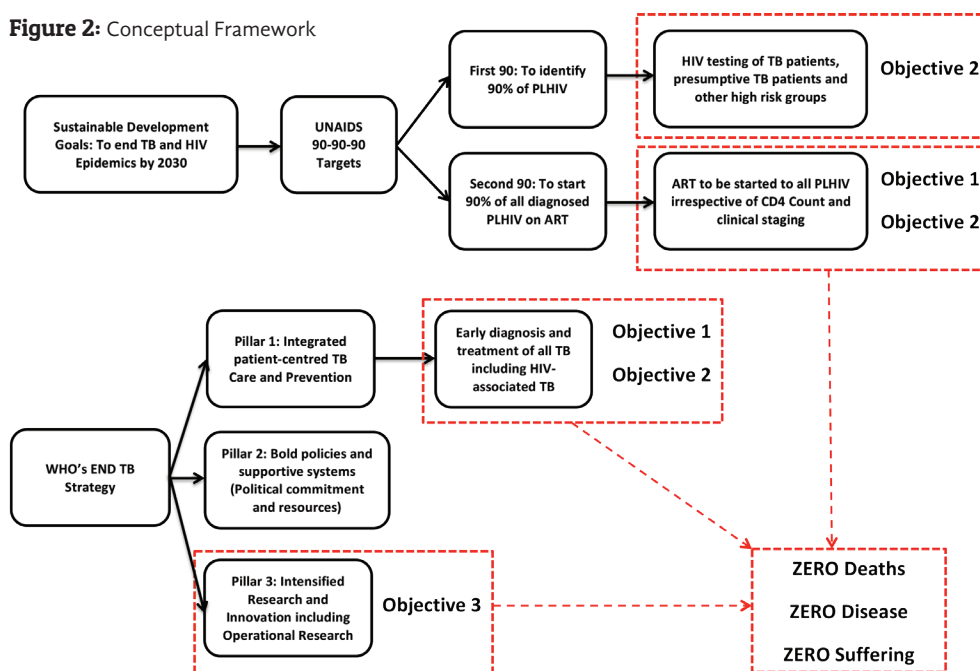 Figure 2: Conceptual Framework
Sustainable Development
Goals: To end TB and HIV
Epidemics by 2030
UNAIDS
90-90-90
Targets
First 90: To identify
90% of PLHIV
HIV testing of TB patients,
presumptive TB patients and
other high risk groups
Objective 2
Second 90: To start
90% of all diagnosed
PLHIV on ART
ART to be started to all PLHIV
irrespective of CD4 Count and
clinical staging
Objective 1
Objective 2
WHO's END TB
Strategy
Pillar 1: Integrated
patient-centred TB
Care and Prevention
Early diagnosis and
treatment of all TB
including HIV-
associated TB
Objective 1
Objective 2
Pillar 2: Bold policies and
supportive systems
(Political commitment
and resources)
Pillar 3: Intensified
Research and
Innovation including
Operational Research
Objective 3
ZERO Deaths
ZERO Disease
ZERO Suffering